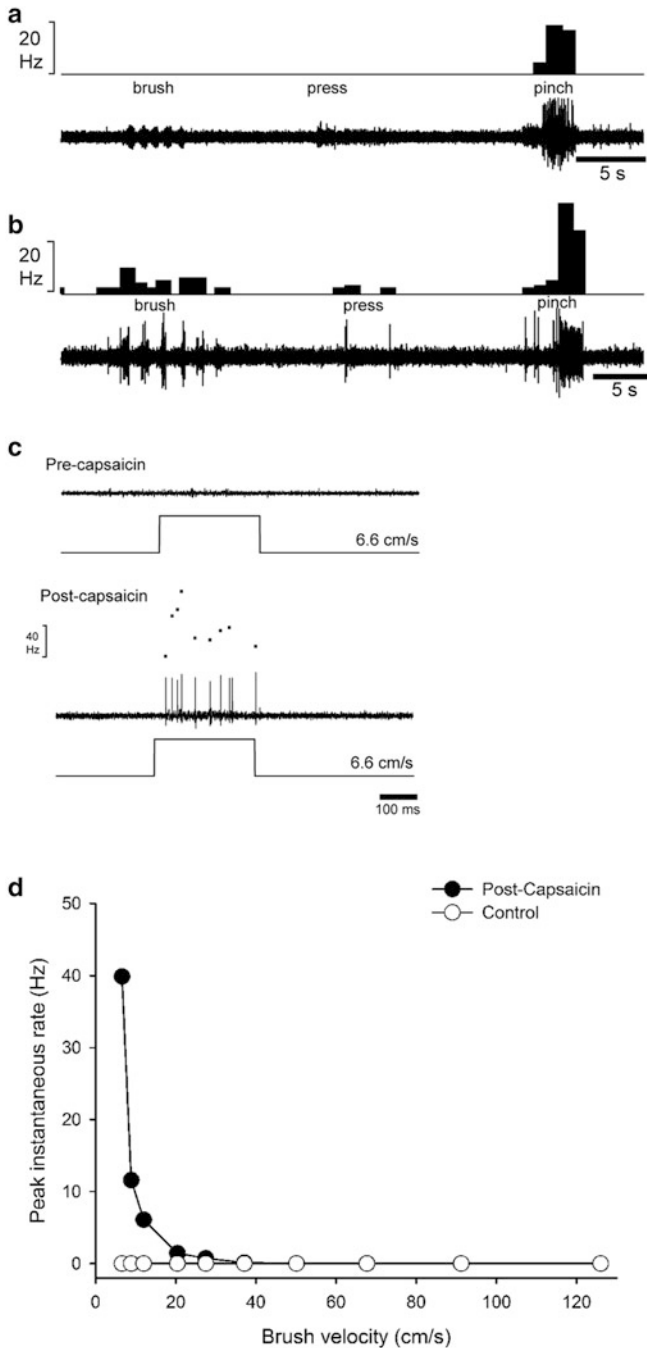 a
20
Hz
brush press pinch
5 s
b
20
Hz
brush press pinch
5 s
c
Pre-capsaicin
6.6 cm/s
Post-capsaicin
40
Hz
6.6 cm/s
100 ms
d
Post-Capsaicin
Control
50
40
30
20
10
0
Peak instantaneous rate (Hz)
0 20 40 60 80 100 120
Brush velocity (cm/s)